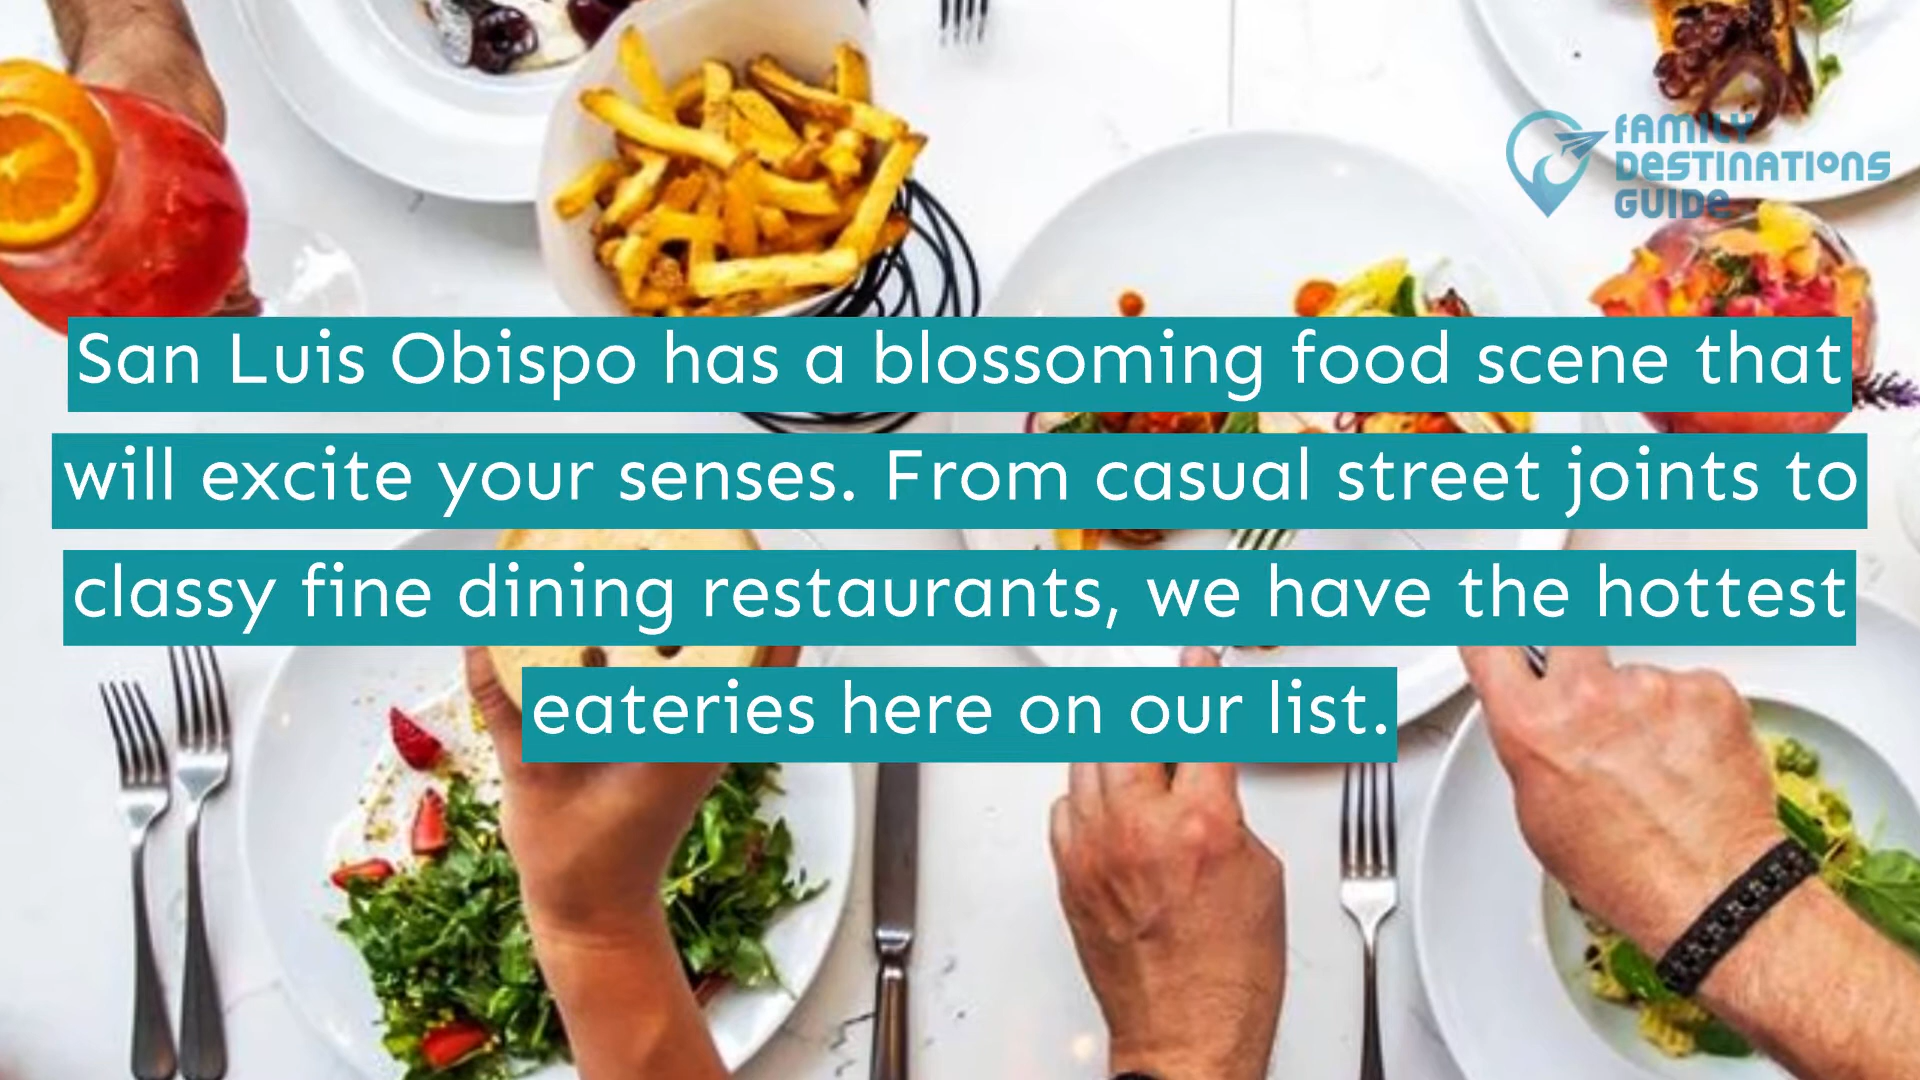 FAMILY
DESTINATIONS
GUIDE
San Luis Obispo has a blossoming food scene that
will excite your senses. From casual street joints to
classy fine dining restaurants, we have the hottest
eateries here on our list.